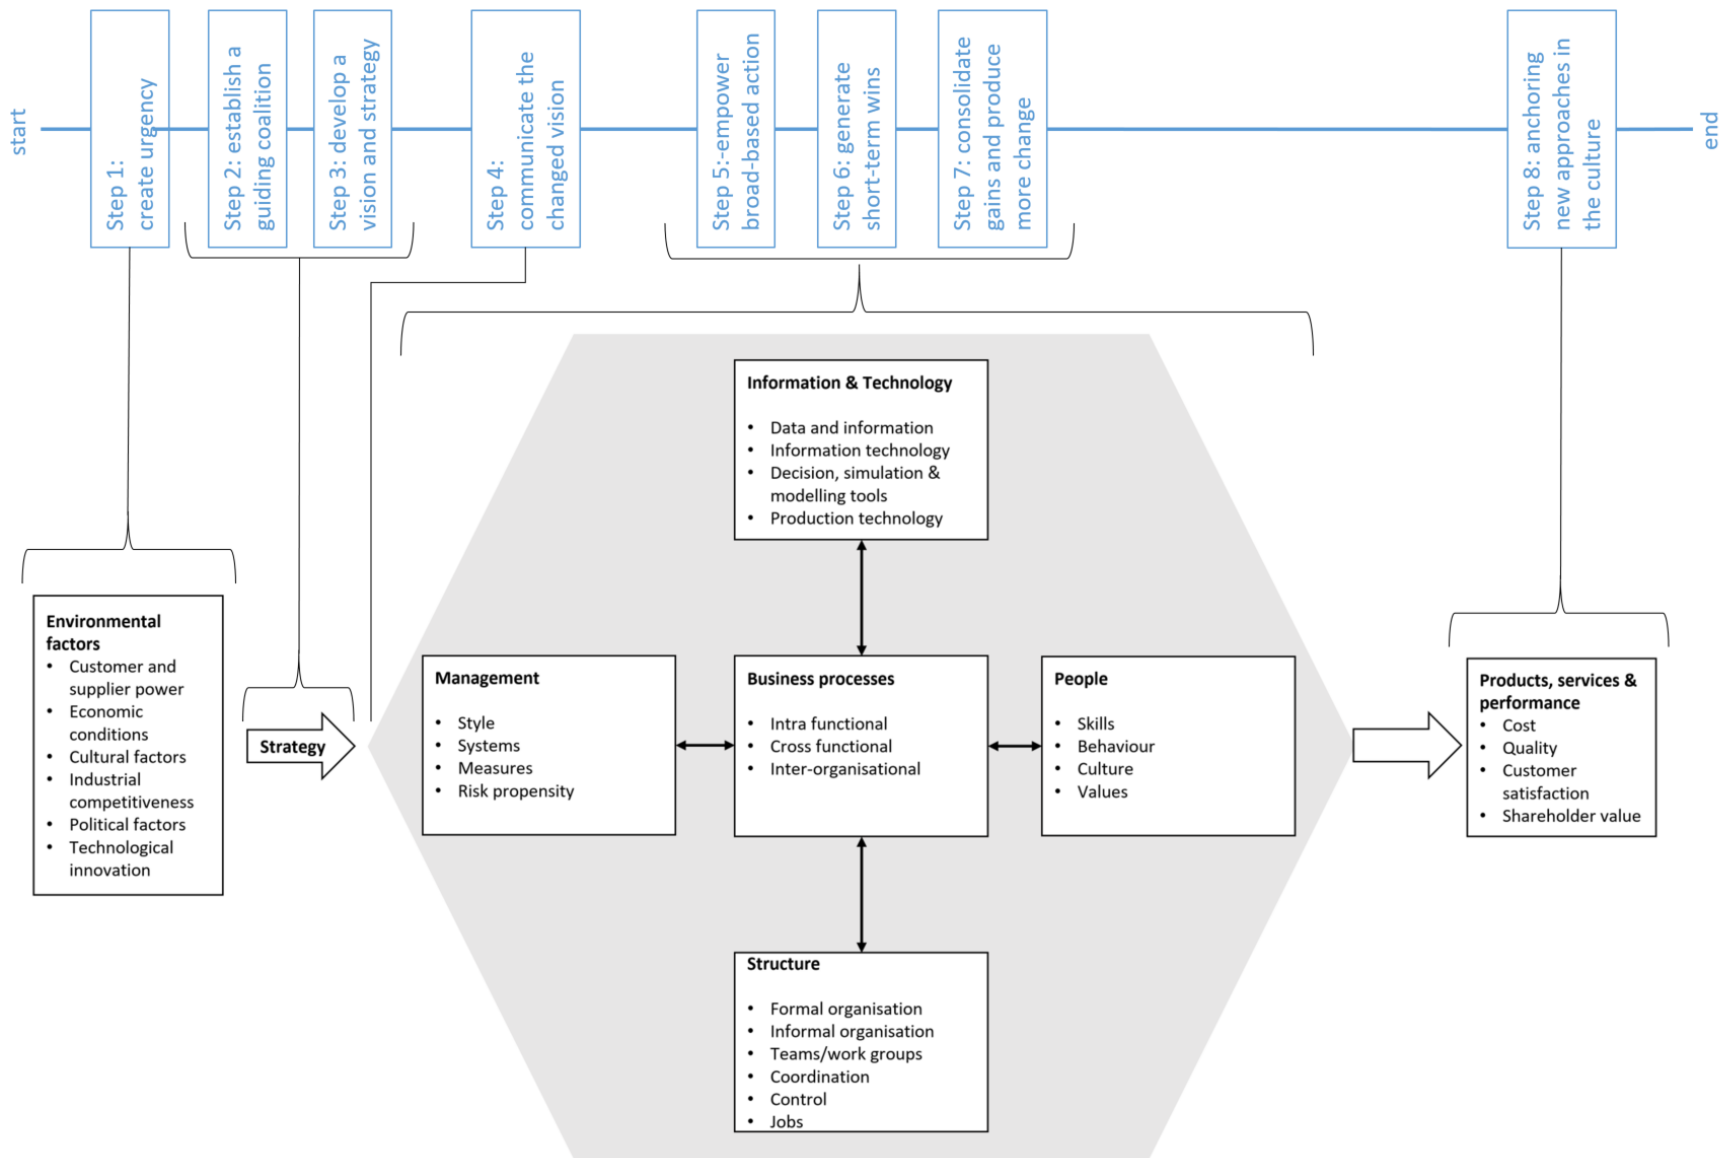 start
Step 1:
create urgency
Step 2: establish a
guiding coalition
Step 3: develop a
vision and strategy
Step 4:
communicate the
changed vision
Step 5:-empower
broad-based action
Step 6: generate
short-term wins
Step 7: consolidate
gains and produce
more change
Step 8: anchoring
new approaches in
the culture
end
Information & Technology
• Data and information
• Information technology
• Decision, simulation &
modelling tools
• Production technology
Environmental
factors
• Customer and
supplier power
• Economic
conditions
• Cultural factors
• Industrial
competitiveness
• Political factors
• Technological
innovation
Strategy
Management
• Style
• Systems
• Measures
• Risk propensity
Business processes
• Intra functional
• Cross functional
• Inter-organisational
People
• Skills
• Behaviour
• Culture
• Values
Products, services &
performance
• Cost
• Quality
• Customer
satisfaction
• Shareholder value
Structure
• Formal organisation
• Informal organisation
• Teams/work groups
• Coordination
• Control
• Jobs